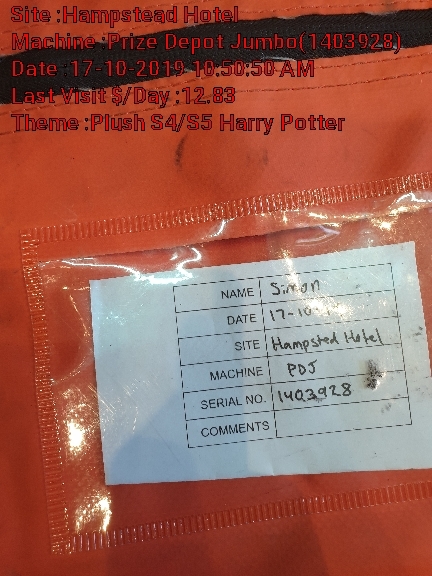 Site :Hampstead Hotel
Machine :Prize Depot Jumbo(1403928)
Date :17-10-2019 10:50:50 AM
Last Visit $/Day :12.83
Theme :Plush S4/S5 Harry Potter
NAME Simon
DATE 17-10
SITE Hampsted Hotel
MACHINE PDJ
SERIAL NO. 1403928
COMMENTS